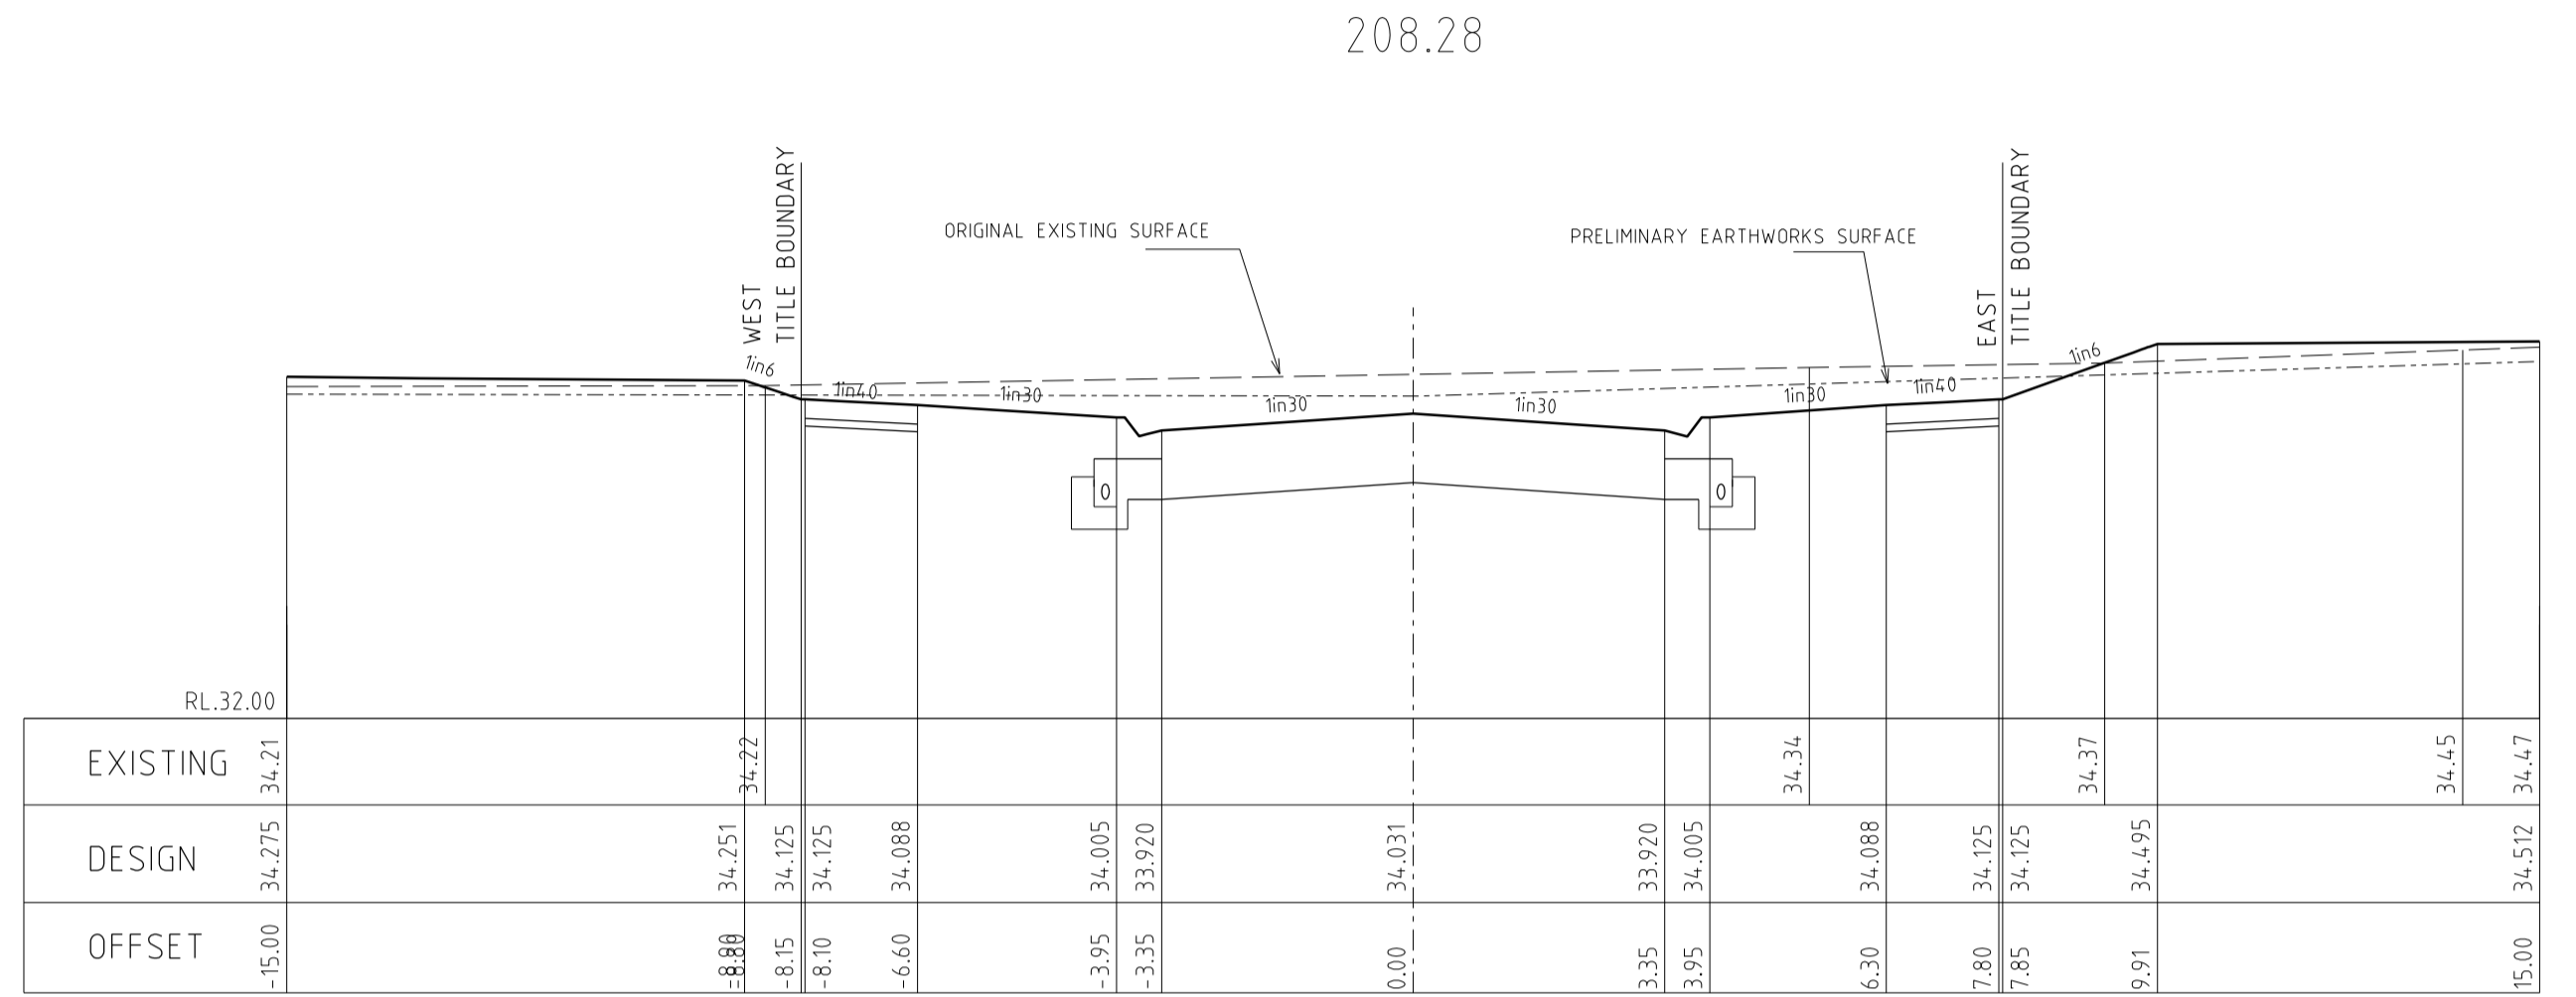 208.28
WEST
TITLE BOUNDARY
ORIGINAL EXISTING SURFACE
PRELIMINARY EARTHWORKS SURFACE
EAST
TITLE BOUNDARY
1in6
1in40
1in30
1in30
1in30
1in30
1in40
1in6
0
0
RL.32.00
EXISTING 34.21 34.22 34.34 34.37 34.45 34.47
DESIGN 34.275 34.251 34.125 34.125 34.088 34.005 33.920 34.031 33.920 34.005 34.088 34.125 34.125 34.495 34.512
OFFSET -15.00 -8.15 -8.10 -6.60 -3.95 -3.35 0.00 3.35 3.95 6.30 7.80 7.85 9.91 15.00